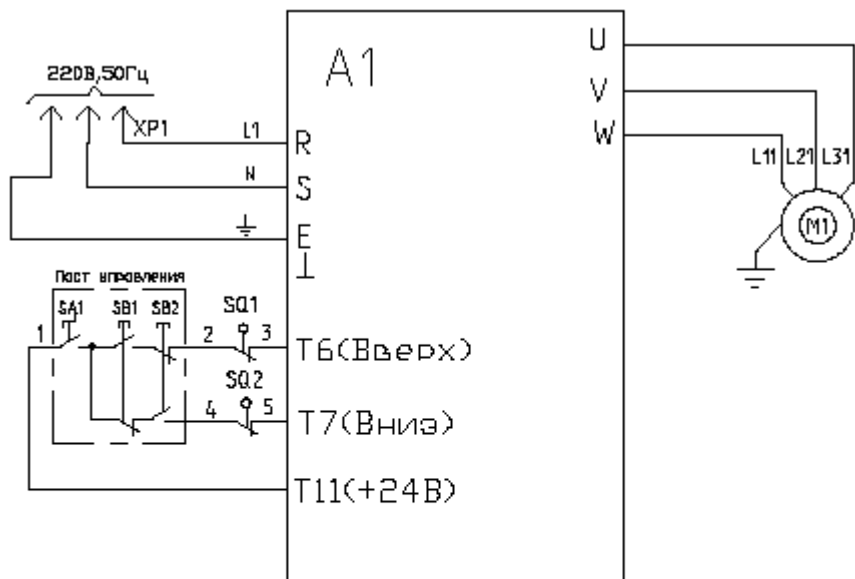 220В,50Гц
XP1
A1
L1
R
N
S
E
U
V
W
L11 L21 L31
M1
Пост управления
SA1 SB1 SB2
SQ1
1
2
3
T6(Вверх)
SQ2
4
5
T7(Вниз)
T11(+24В)